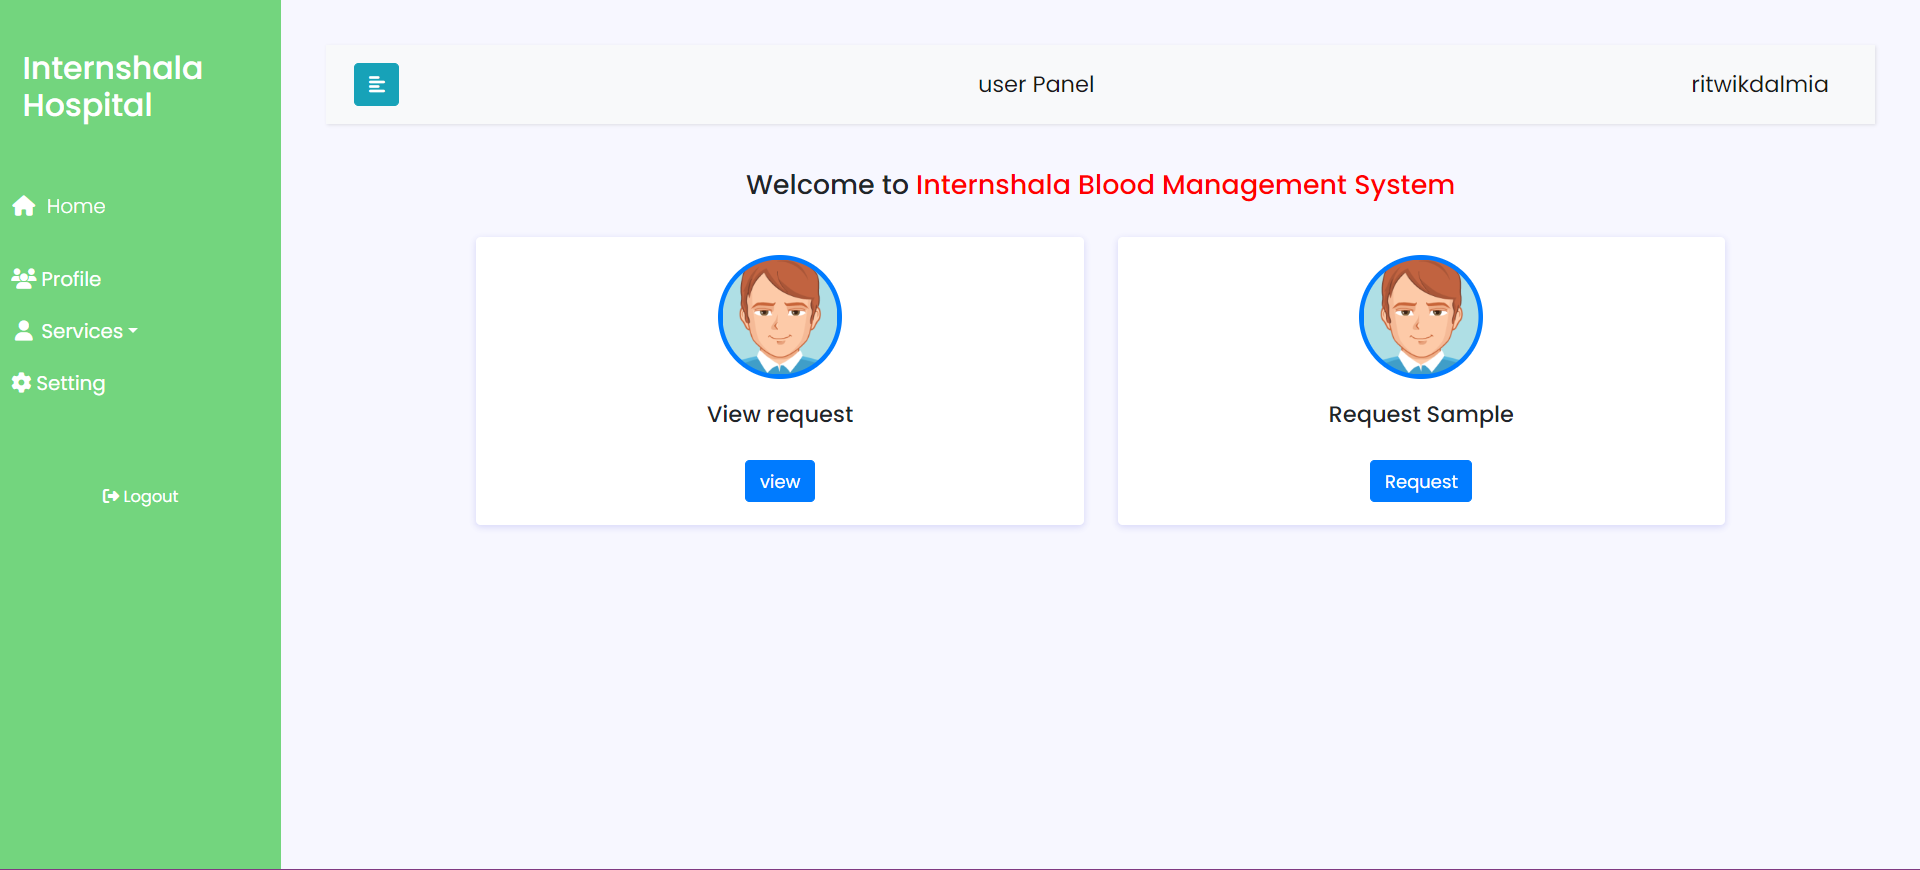 Internshala
Hospital
Home
Profile
Services
Setting
Logout
user Panel
ritwikdalmia
Welcome to Internshala Blood Management System
View request
view
Request Sample
Request